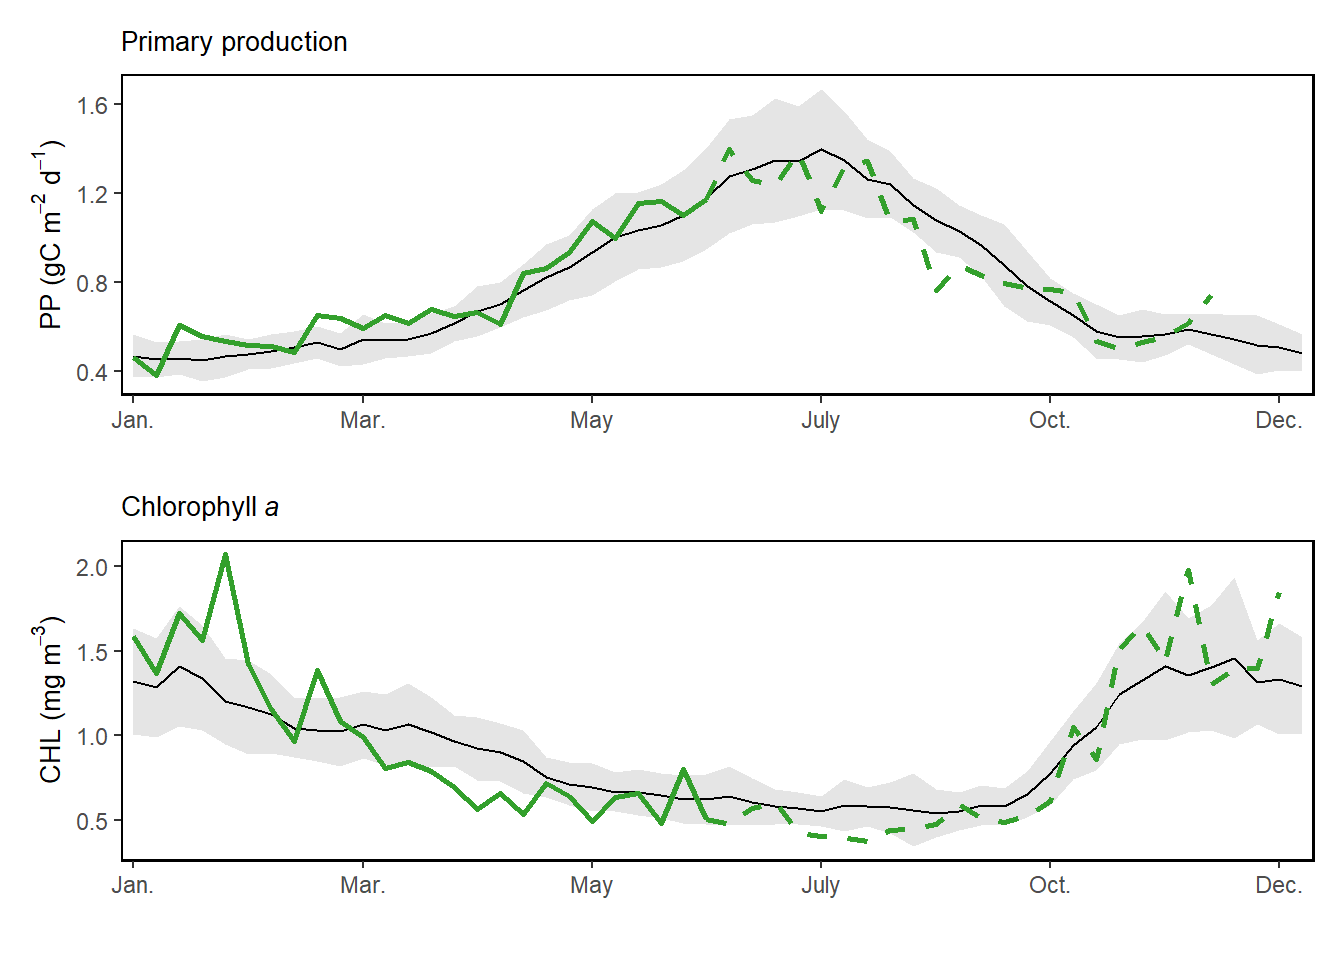 Primary production
PP (gC m⁻² d⁻¹)
1.6
1.2
0.8
0.4
Jan. Mar. May July Oct. Dec.
Chlorophyll a
CHL (mg m⁻³)
2.0
1.5
1.0
0.5
Jan. Mar. May July Oct. Dec.